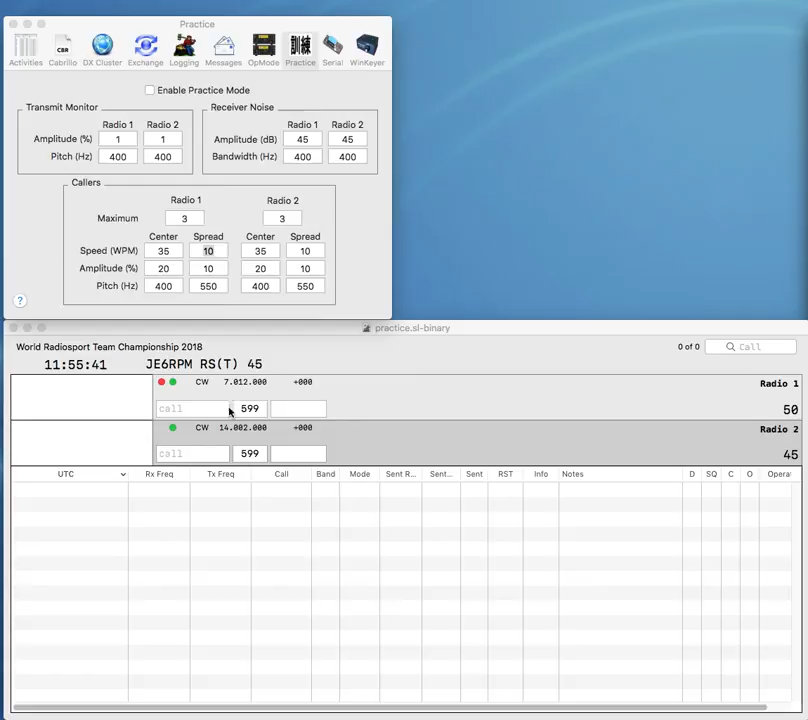 Practice
CBR
訓練
Activities Cabrillo DX Cluster Exchange Logging Messages OpMode Practice Serial WinKeyer
Enable Practice Mode
Transmit Monitor
Radio 1 Radio 2
Amplitude (%) 1 1
Pitch (Hz) 400 400
Receiver Noise
Radio 1 Radio 2
Amplitude (dB) 45 45
Bandwidth (Hz) 400 400
Callers
Radio 1 Radio 2
Maximum 3 3
Center Spread Center Spread
Speed (WPM) 35 10 35 10
Amplitude (%) 20 10 20 10
Pitch (Hz) 400 550 400 550
?
practice.sl-binary
World Radiosport Team Championship 2018 0 of 0 Call
11:55:41 JE6RPM RS(T) 45
CW 7.012.000 +000 Radio 1
call 599 50
CW 14.002.000 +000 Radio 2
call 599 45
UTC Rx Freq Tx Freq Call Band Mode Sent R... Sent... Sent RST Info Notes D SQ C O Opera